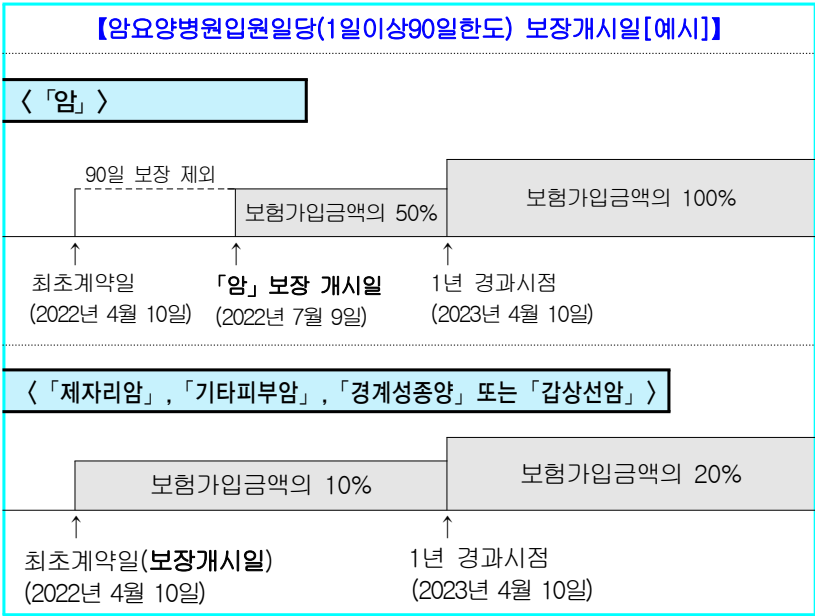 【암요양병원입원일당(1일이상90일한도) 보장개시일[예시]】
〈「암」〉
90일 보장 제외
보험가입금액의 50%
보험가입금액의 100%
↑ ↑ ↑
최초계약일 「암」보장 개시일 1년 경과시점
(2022년 4월 10일) (2022년 7월 9일) (2023년 4월 10일)
〈「제자리암」,「기타피부암」,「경계성종양」또는「갑상선암」〉
보험가입금액의 10% 보험가입금액의 20%
↑ ↑
최초계약일(보장개시일) 1년 경과시점
(2022년 4월 10일) (2023년 4월 10일)